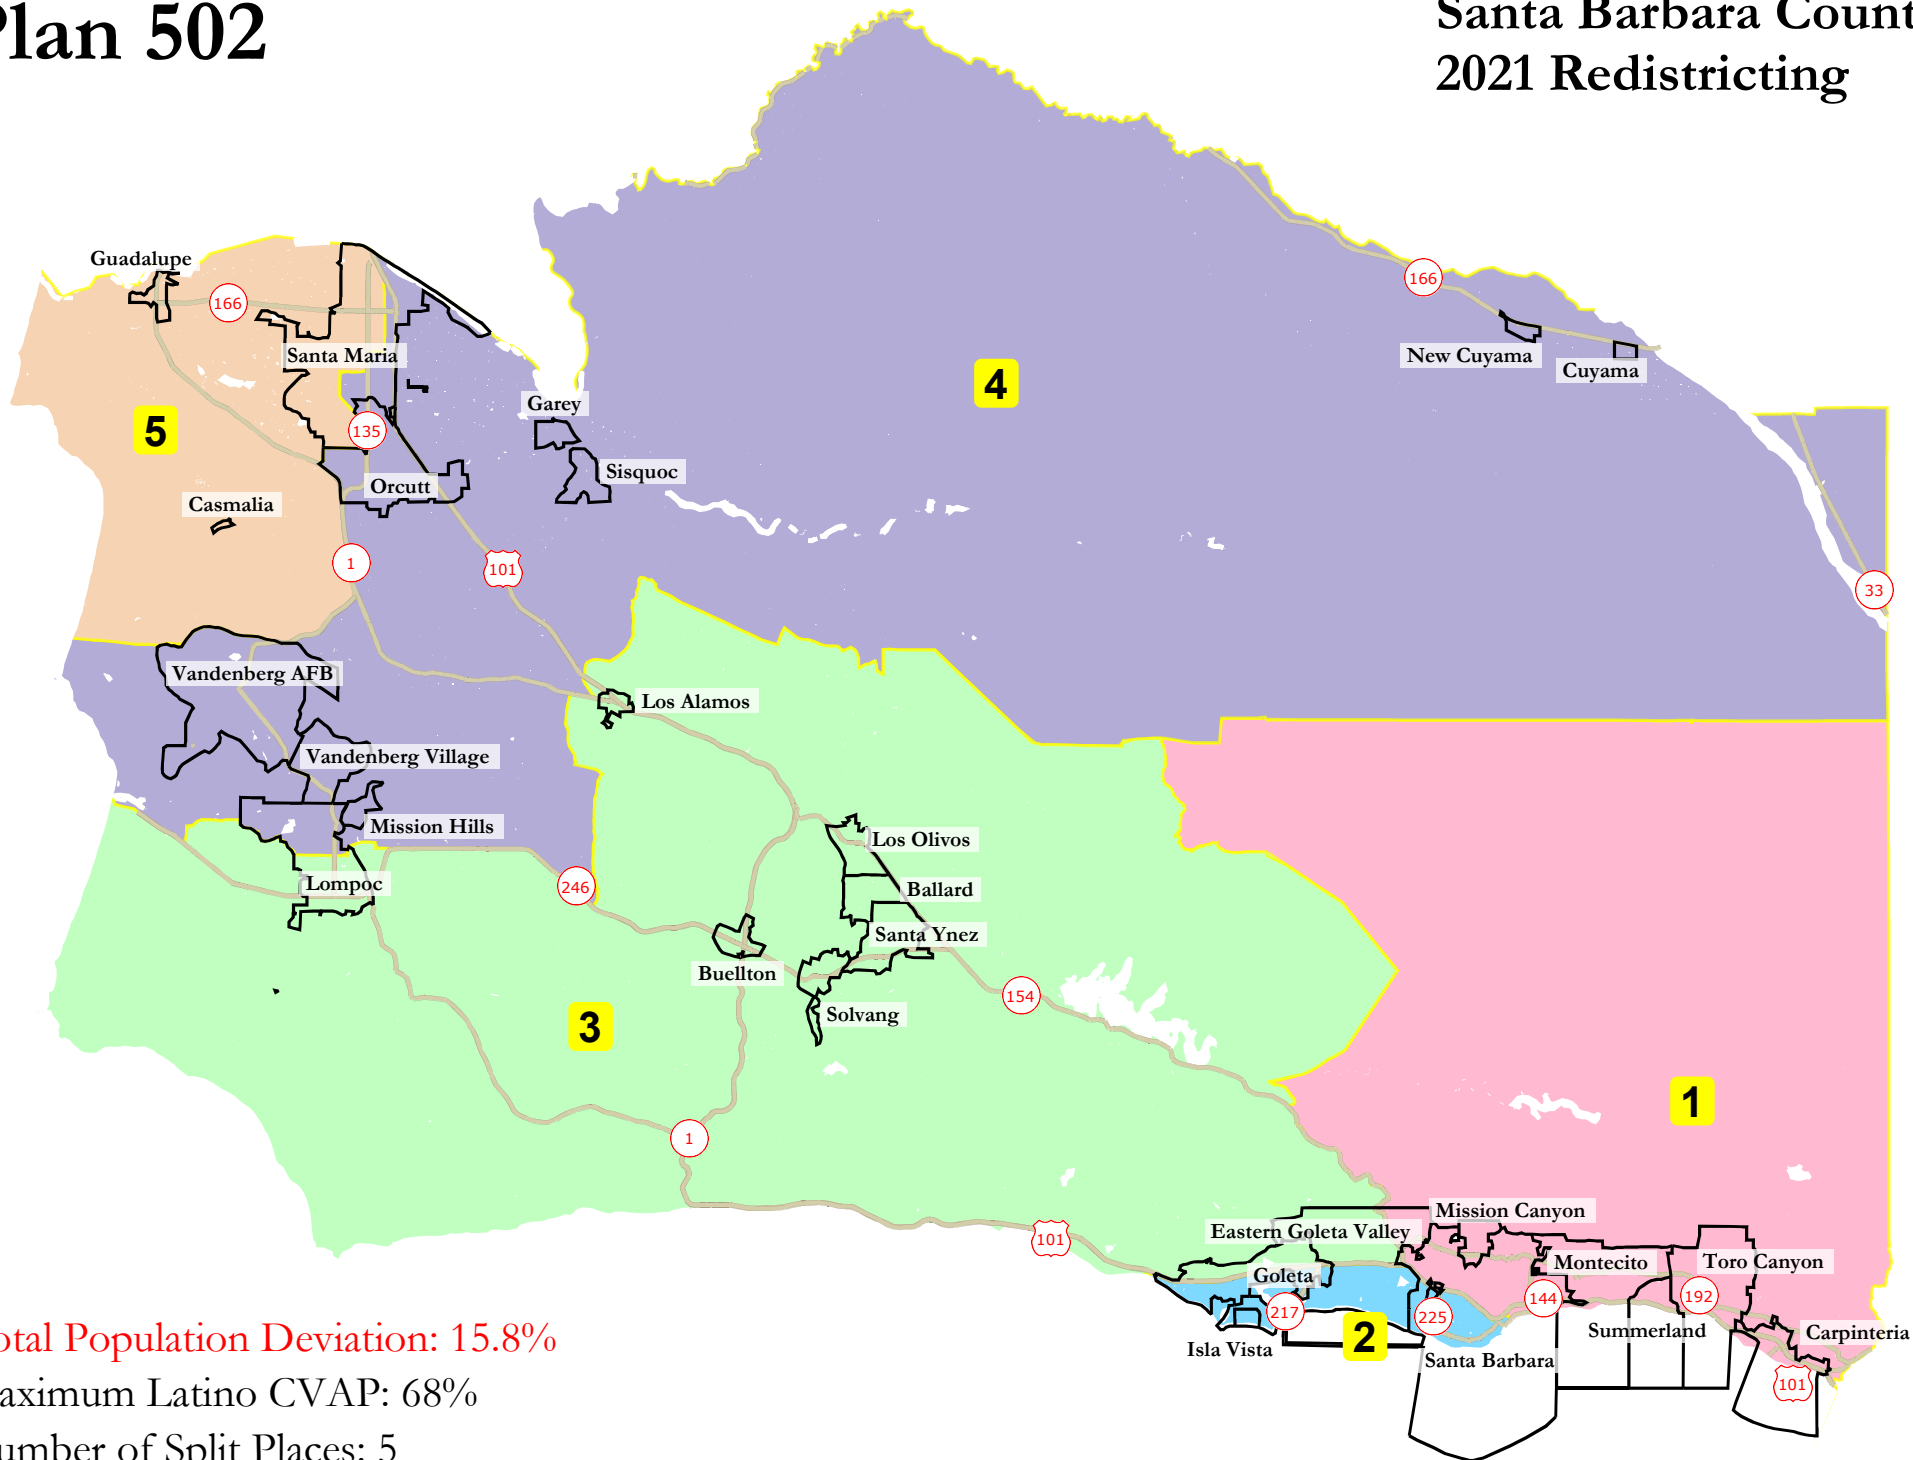 Plan 502
Santa Barbara Count
2021 Redistricting
Guadalupe
166
166
Santa Maria
New Cuyama
Cuyama
4
Garey
5
135
Sisquoc
Orcutt
Casmalia
1
101
33
Vandenberg AFB
Los Alamos
Vandenberg Village
Mission Hills
Los Olivos
Lompoc
246
Ballard
Santa Ynez
Buellton
154
Solvang
3
1
1
Mission Canyon
Eastern Goleta Valley
101
Goleta
Montecito
Toro Canyon
217
225
144
192
2
Isla Vista
Santa Barbara
Summerland
Carpinteria
101
otal Population Deviation: 15.8%
aximum Latino CVAP: 68%
umber of Split Places: 5